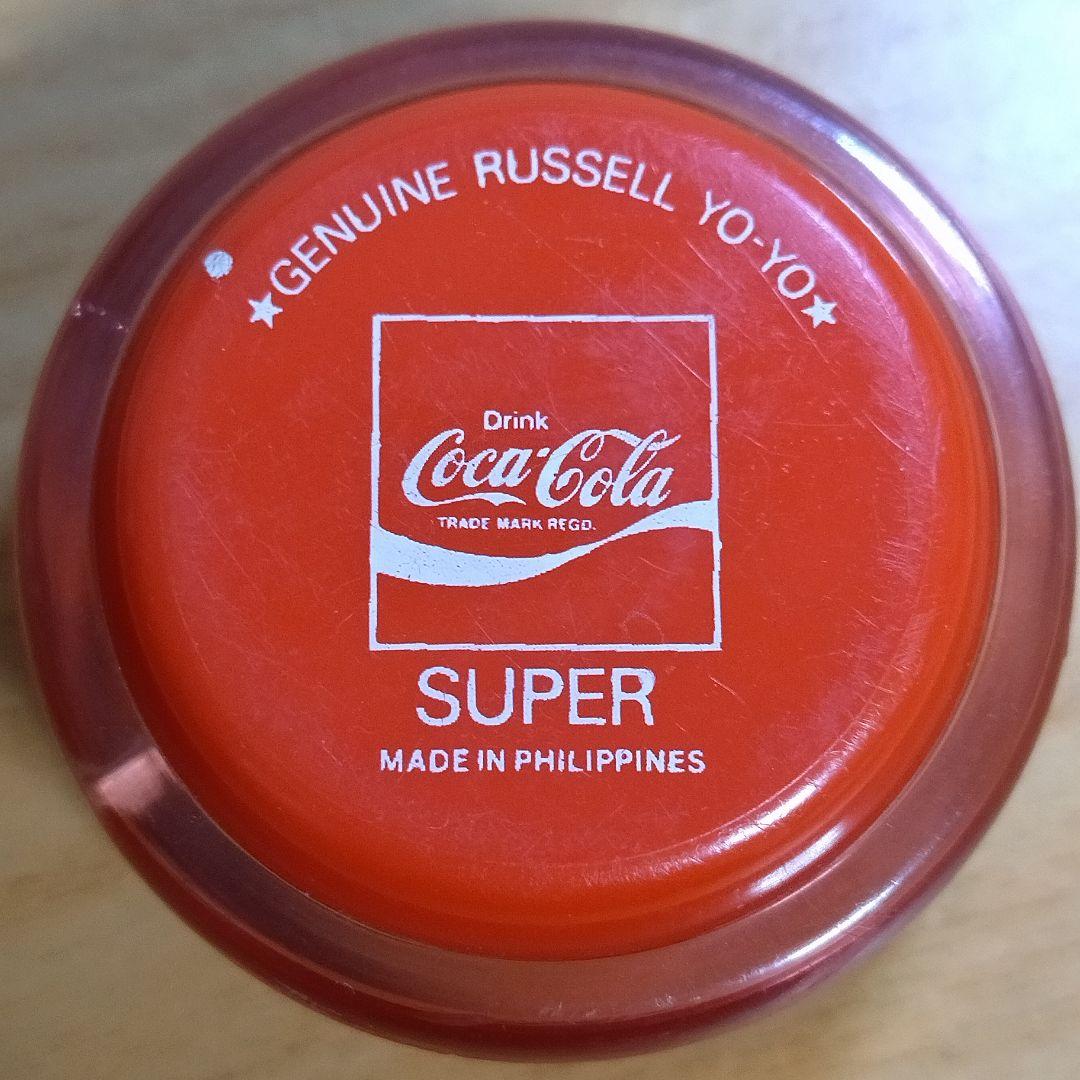 ★GENUINE RUSSELL YO-YO★
Drink
Coca-Cola
TRADE MARK REGD.
SUPER
MADE IN PHILIPPINES